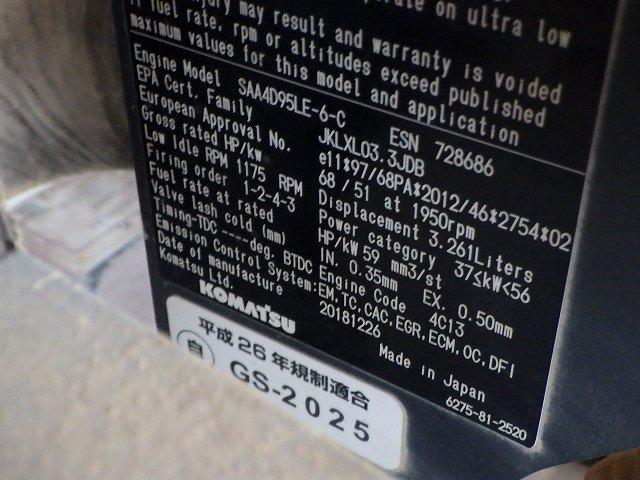 operate on ultra low
injury may result and warranty is voided
if fuel rate, rpm or altitudes exceed published
maximum values for this model and application
Engine Model SAA4D95LE-6-C ESN 728686
EPA Cert. Family JKLXL03.3JDB
European Approval No. e11*97/68PA*2012/46*2754*02
Gross rated HP/kw 68/51 at 1950rpm
Low idle RPM 1175 RPM Displacement 3.261Liters
Firing order 1-2-4-3 Power category 37≤kW<56
Fuel rate at rated HP/kW 59 mm3/st
Valve lash cold (mm) IN. 0.35mm EX. 0.50mm
Timing-TDC ----deg. BTDC Engine Code 4C13
Emission Control System:EM,TC,CAC,EGR,ECM,OC,DFI
Date of manufacture 20181226
Komatsu Ltd.
KOMATSU
Made in Japan
6275-81-2520
平成26年規制適合
自 GS-2025